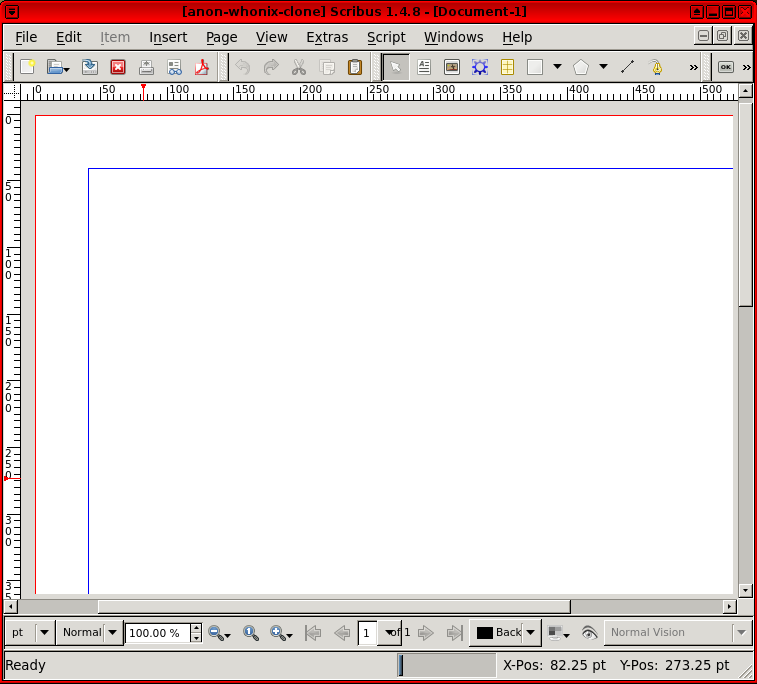 [anon-whonix-clone] Scribus 1.4.8 - [Document-1]
File Edit Item Insert Page View Extras Script Windows Help
OK
0 50 100 150 200 250 300 350 400 450 500
0
50
100
150
200
250
300
35
pt Normal 100.00 % 1 of 1 Back Normal Vision
Ready X-Pos: 82.25 pt Y-Pos: 273.25 pt